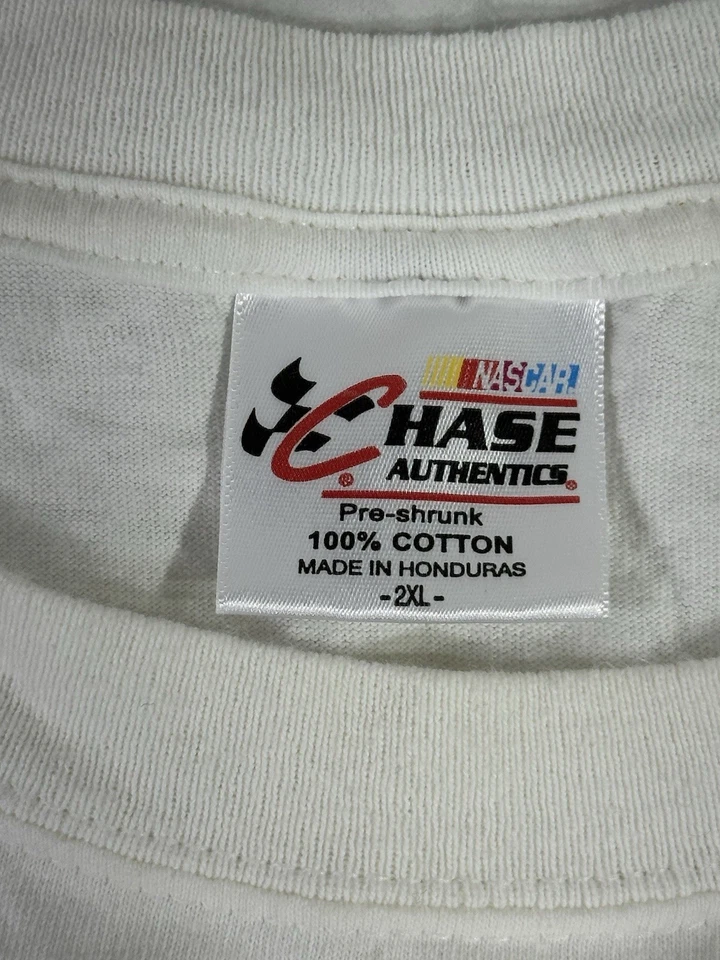 NASCAR.
CHASE
AUTHENTICS®
®
Pre-shrunk
100% COTTON
MADE IN HONDURAS
-2XL-